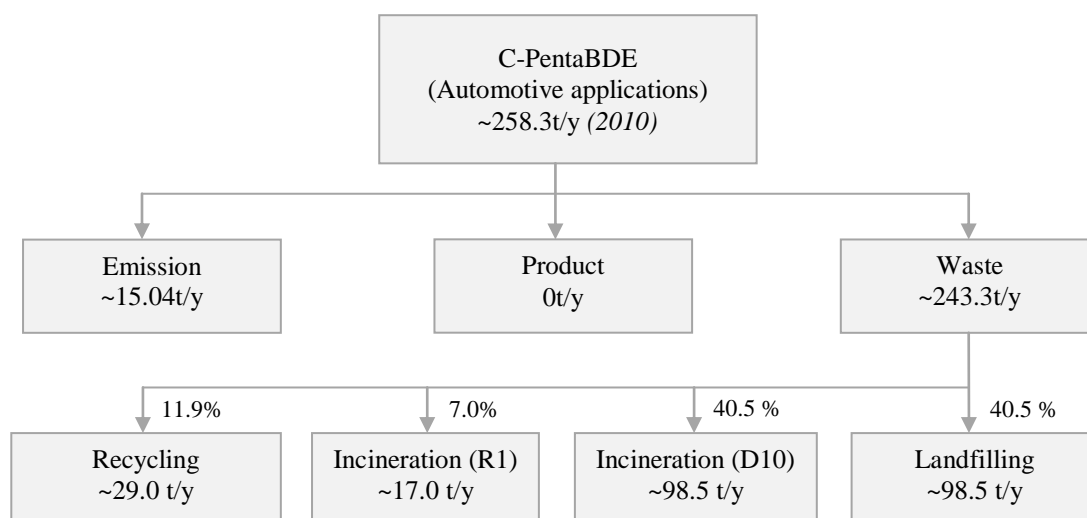 C-PentaBDE
(Automotive applications)
~258.3t/y (2010)
Emission
~15.04t/y
Product
0t/y
Waste
~243.3t/y
11.9%
7.0%
40.5 %
40.5 %
Recycling
~29.0 t/y
Incineration (R1)
~17.0 t/y
Incineration (D10)
~98.5 t/y
Landfilling
~98.5 t/y